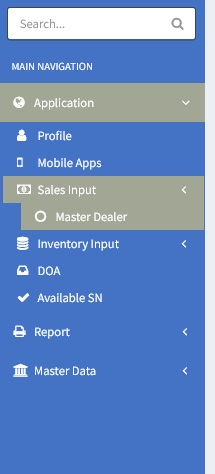 Search...
MAIN NAVIGATION
Application
Profile
Mobile Apps
Sales Input
Master Dealer
Inventory Input
DOA
Available SN
Report
Master Data